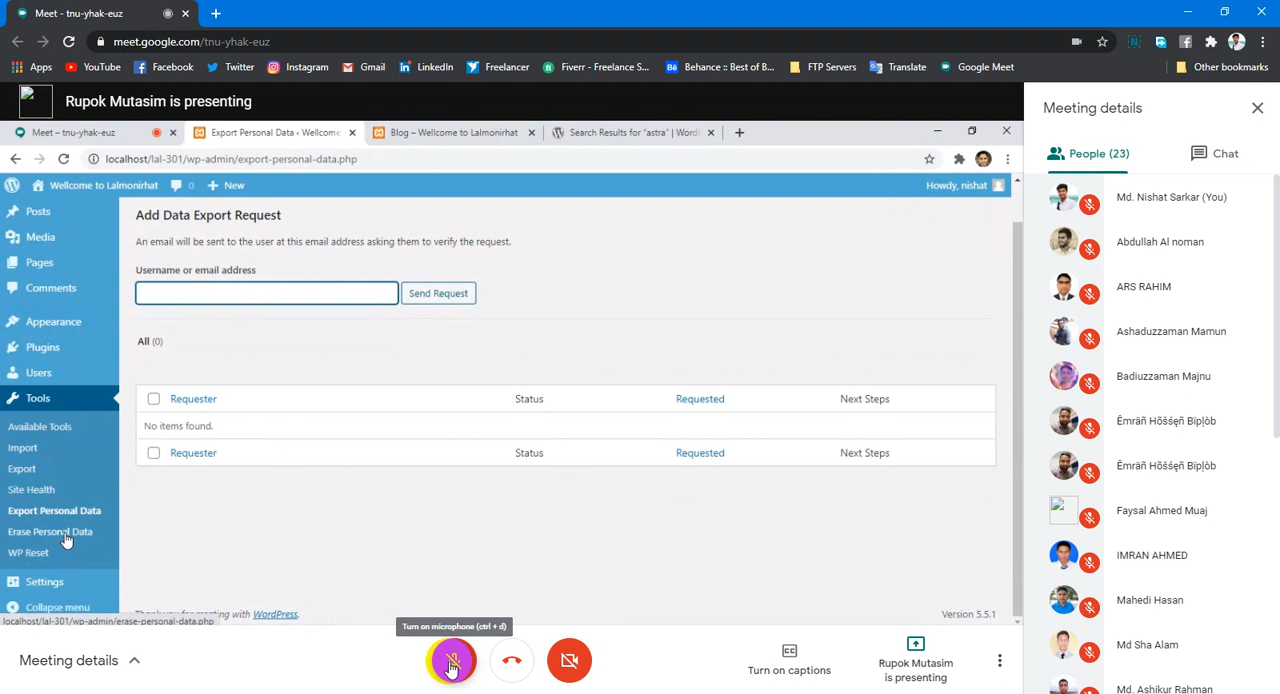 Meet - tnu-yhak-euz
meet.google.com/tnu-yhak-euz
Apps YouTube Facebook Twitter Instagram Gmail LinkedIn Freelancer Fiverr - Freelance S... Behance :: Best of B... FTP Servers Translate Google Meet Other bookmarks
Rupok Mutasim is presenting
Meet – tnu-yhak-euz Export Personal Data ‹ Wellcome Blog – Wellcome to Lalmonirhat Search Results for "astra" | Word
localhost/lal-301/wp-admin/export-personal-data.php
Wellcome to Lalmonirhat 0 New Howdy, nishat
Posts
Media
Pages
Comments
Appearance
Plugins
Users
Tools
Available Tools
Import
Export
Site Health
Export Personal Data
Erase Personal Data
WP Reset
Settings
Collapse menu
localhost/lal-301/wp-admin/erase-personal-data.php
Add Data Export Request
An email will be sent to the user at this email address asking them to verify the request.
Username or email address
Send Request
All (0)
Requester Status Requested Next Steps
No items found.
Requester Status Requested Next Steps
Thank you for creating with WordPress.
Version 5.5.1
Turn on microphone (ctrl + d)
Meeting details
Turn on captions
Rupok Mutasim
is presenting
Meeting details
People (23) Chat
Md. Nishat Sarkar (You)
Abdullah Al noman
ARS RAHIM
Ashaduzzaman Mamun
Badiuzzaman Majnu
Êmräñ Hõššęñ Bïpļòb
Êmräñ Hõššęñ Bïpļòb
Faysal Ahmed Muaj
IMRAN AHMED
Mahedi Hasan
Md Sha Alam
Md. Ashikur Rahman